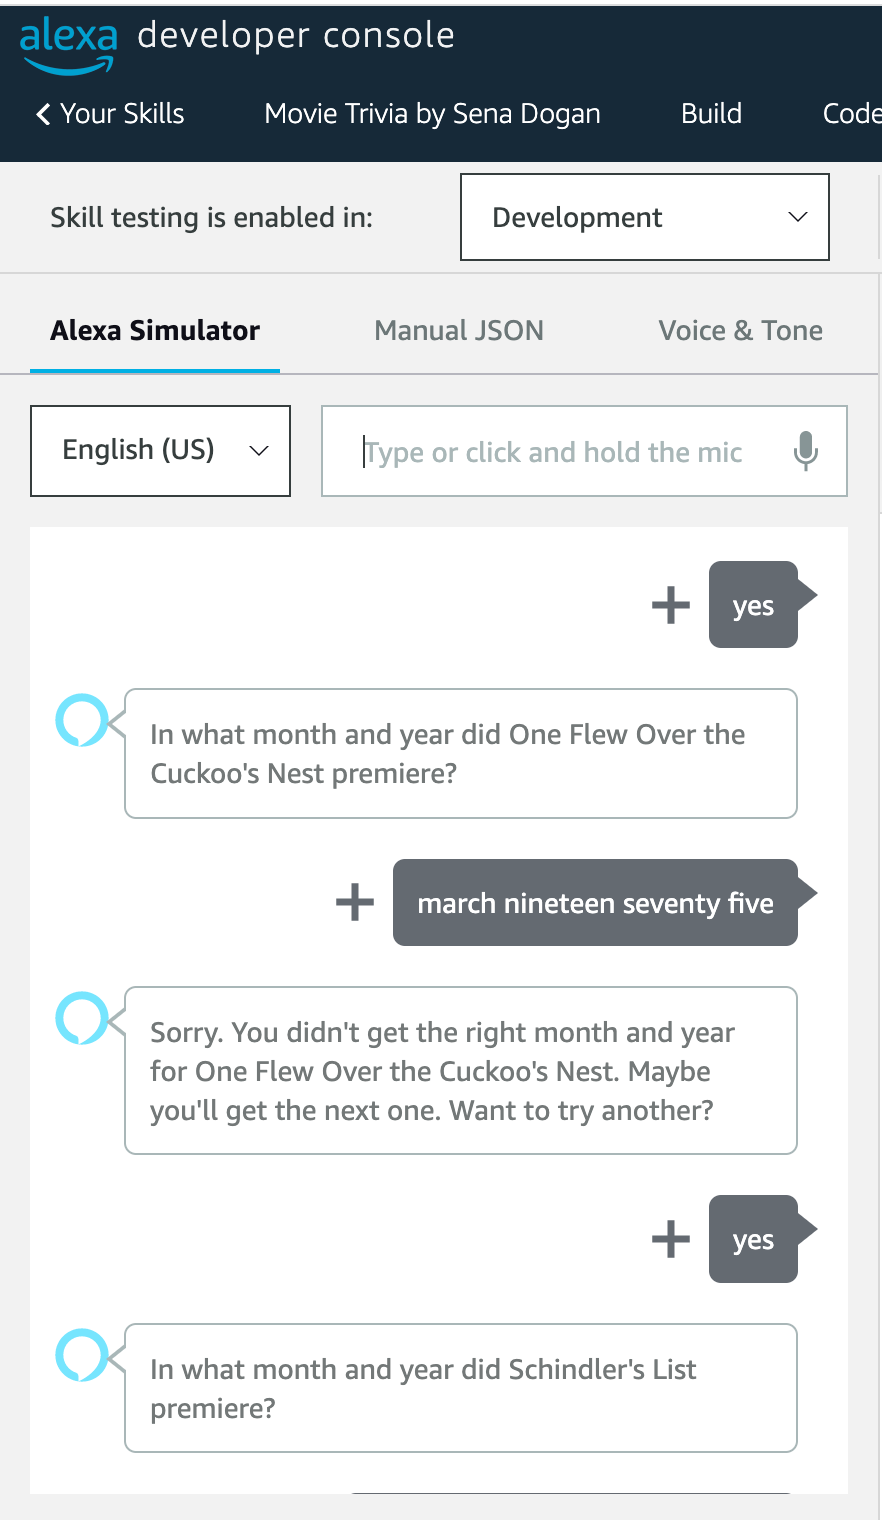 alexa developer console
Your Skills Movie Trivia by Sena Dogan Build Code
Skill testing is enabled in: Development
Alexa Simulator Manual JSON Voice & Tone
English (US) Type or click and hold the mic
yes
In what month and year did One Flew Over the
Cuckoo's Nest premiere?
march nineteen seventy five
Sorry. You didn't get the right month and year
for One Flew Over the Cuckoo's Nest. Maybe
you'll get the next one. Want to try another?
yes
In what month and year did Schindler's List
premiere?